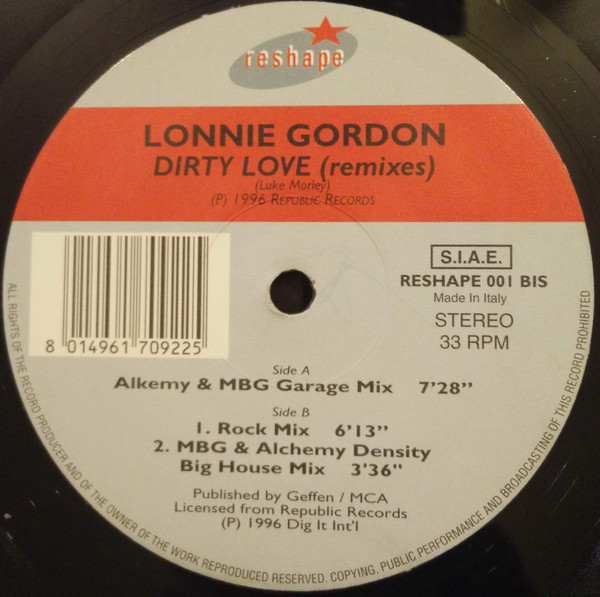 reshape
LONNIE GORDON
DIRTY LOVE (remixes)
(Luke Morley)
(P) 1996 REPUBLIC RECORDS
S.I.A.E.
RESHAPE 001 BIS
Made In Italy
STEREO
33 RPM
8 014961 709225
Side A
Alkemy & MBG Garage Mix 7'28"
Side B
1. Rock Mix 6'13"
2. MBG & Alchemy Density
Big House Mix 3'36"
Published by Geffen / MCA
Licensed from Republic Records
(P) 1996 Dig It Int'l
ALL RIGHTS OF THE RECORD PRODUCER AND OF THE OWNER OF THE WORK REPRODUCED RESERVED. COPYING, PUBLIC PERFORMANCE AND BROADCASTING OF THIS RECORD PROHIBITED